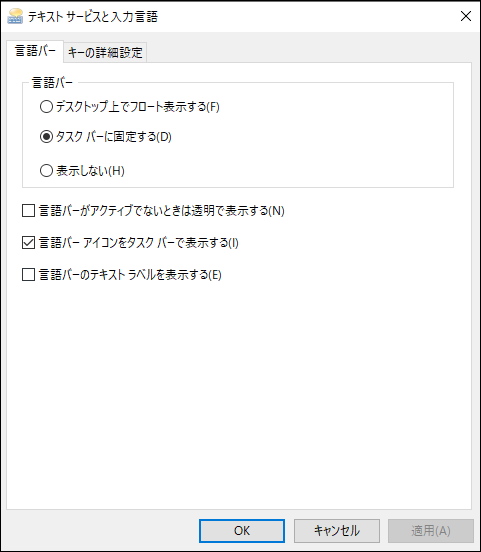 テキスト サービスと入力言語
言語バー キーの詳細設定
言語バー
デスクトップ上でフロート表示する(F)
タスク バーに固定する(D)
表示しない(H)
言語バーがアクティブでないときは透明で表示する(N)
言語バー アイコンをタスク バーで表示する(I)
言語バーのテキスト ラベルを表示する(E)
OK キャンセル 適用(A)